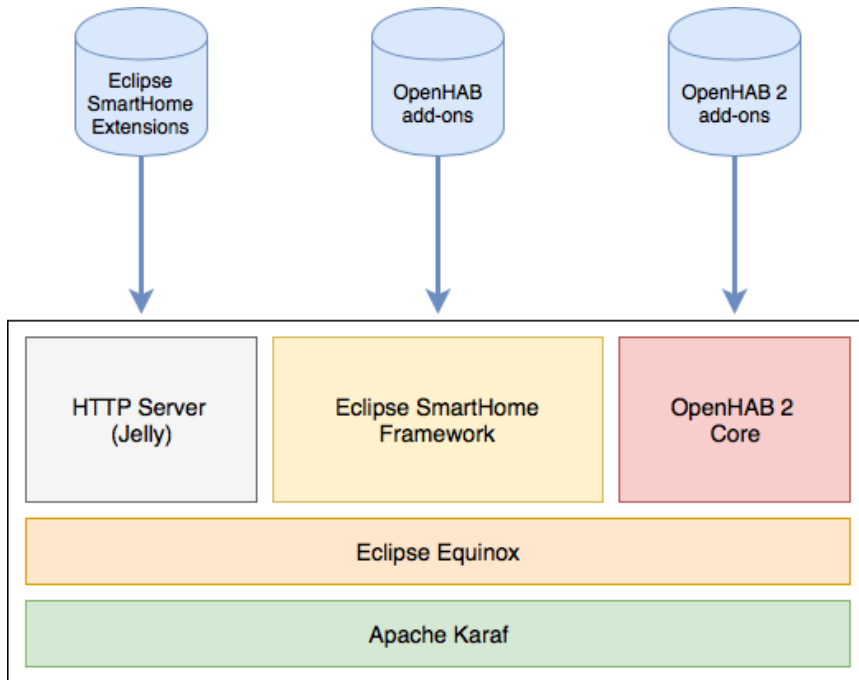 Eclipse
SmartHome
Extensions
OpenHAB
add-ons
OpenHAB 2
add-ons
HTTP Server
(Jelly)
Eclipse SmartHome
Framework
OpenHAB 2
Core
Eclipse Equinox
Apache Karaf